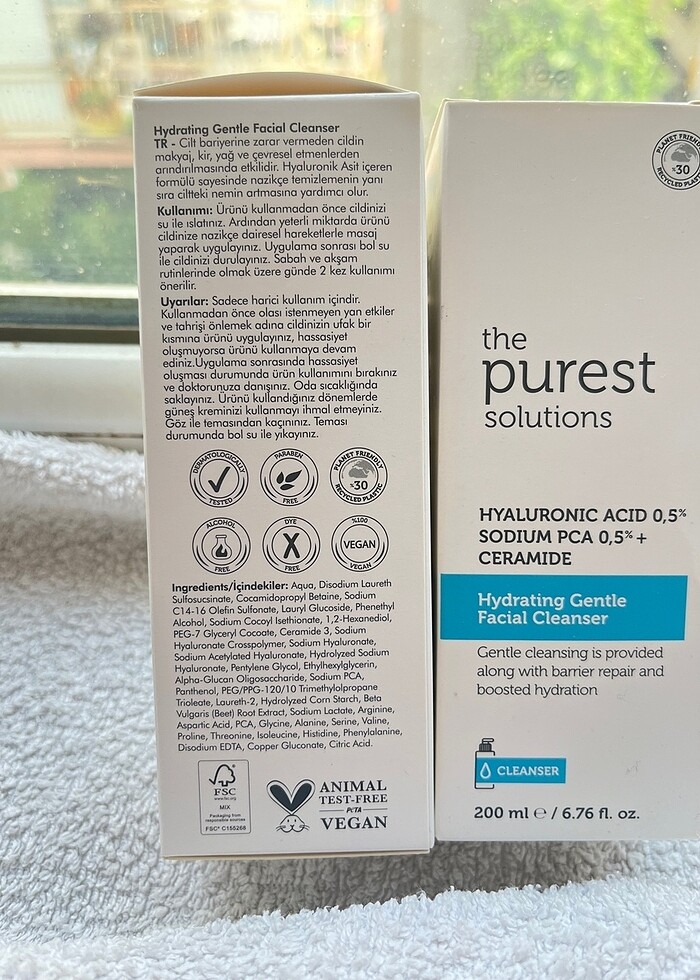 Hydrating Gentle Facial Cleanser
TR - Cilt bariyerine zarar vermeden cildin
makyaj, kir, yağ ve çevresel etmenlerden
arındırılmasında etkilidir. Hyaluronik Asit içeren
formülü sayesinde nazikçe temizlemenin yanı
sıra ciltteki nemin artmasına yardımcı olur.
Kullanımı: Ürünü kullanmadan önce cildinizi
su ile ıslatınız. Ardından yeterli miktarda ürünü
cildinize nazikçe dairesel hareketlerle masaj
yaparak uygulayınız. Uygulama sonrası bol su
ile cildinizi durulayınız. Sabah ve akşam
rutinlerinde olmak üzere günde 2 kez kullanımı
önerilir.
Uyarılar: Sadece harici kullanım içindir.
Kullanmadan önce olası istenmeyen yan etkiler
ve tahrişi önlemek adına cildinizin ufak bir
kısmına ürünü uygulayınız, hassasiyet
oluşmuyorsa ürünü kullanmaya devam
ediniz.Uygulama sonrasında hassasiyet
oluşması durumunda ürün kullanımını bırakınız
ve doktorunuza danışınız. Oda sıcaklığında
saklayınız. Ürünü kullandığınız dönemlerde
güneş kreminizi kullanmayı ihmal etmeyiniz.
Göz ile temasından kaçınınız. Teması
durumunda bol su ile yıkayınız.
DERMATOLOGICALLY TESTED
PARABEN FREE
PLANET FRIENDLY %30 RECYCLED PLASTIC
ALCOHOL FREE
DYE FREE
%100 VEGAN VEGAN
Ingredients/İçindekiler: Aqua, Disodium Laureth
Sulfosucsinate, Cocamidopropyl Betaine, Sodium
C14-16 Olefin Sulfonate, Lauryl Glucoside, Phenethyl
Alcohol, Sodium Cocoyl Isethionate, 1,2-Hexanediol,
PEG-7 Glyceryl Cocoate, Ceramide 3, Sodium
Hyaluronate Crosspolymer, Sodium Hyaluronate,
Sodium Acetylated Hyaluronate, Hydrolyzed Sodium
Hyaluronate, Pentylene Glycol, Ethylhexylglycerin,
Alpha-Glucan Oligosaccharide, Sodium PCA,
Panthenol, PEG/PPG-120/10 Trimethylolpropane
Trioleate, Laureth-2, Hydrolyzed Corn Starch, Beta
Vulgaris (Beet) Root Extract, Sodium Lactate, Arginine,
Aspartic Acid, PCA, Glycine, Alanine, Serine, Valine,
Proline, Threonine, Isoleucine, Histidine, Phenylalanine,
Disodium EDTA, Copper Gluconate, Citric Acid.
FSC
www.fsc.org
MIX
Packaging from
responsible sources
FSC® C155268
ANIMAL
TEST-FREE
PETA
VEGAN
PLANET FRIENDLY %30 RECYCLED PLASTIC
the
purest
solutions
HYALURONIC ACID 0,5%
SODIUM PCA 0,5% +
CERAMIDE
Hydrating Gentle
Facial Cleanser
Gentle cleansing is provided
along with barrier repair and
boosted hydration
CLEANSER
200 ml ℮ / 6.76 fl. oz.